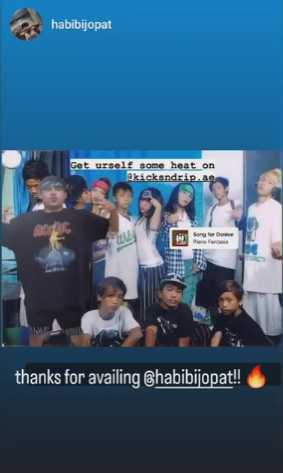 habibijopat
Get urself some heat on
@kicksndrip.ae
AC/DC
Song for Denise
Piano Fantasia
thanks for availing @habibijopat!! 🔥